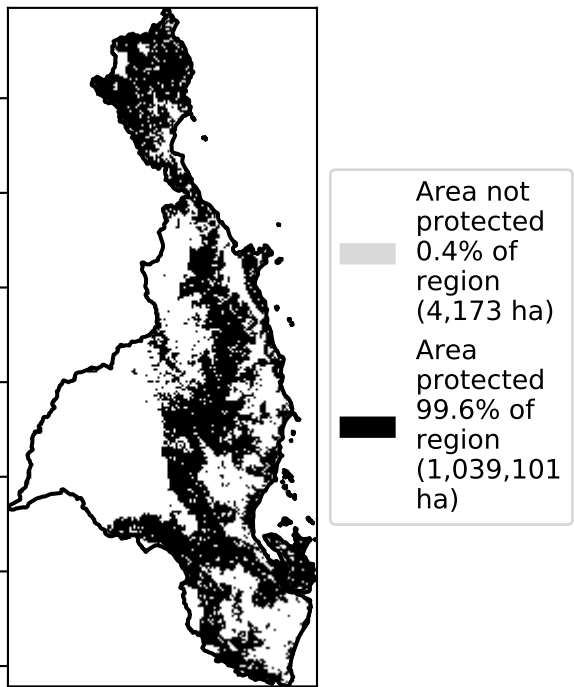 Area not
protected
0.4% of
region
(4,173 ha)
Area
protected
99.6% of
region
(1,039,101
ha)